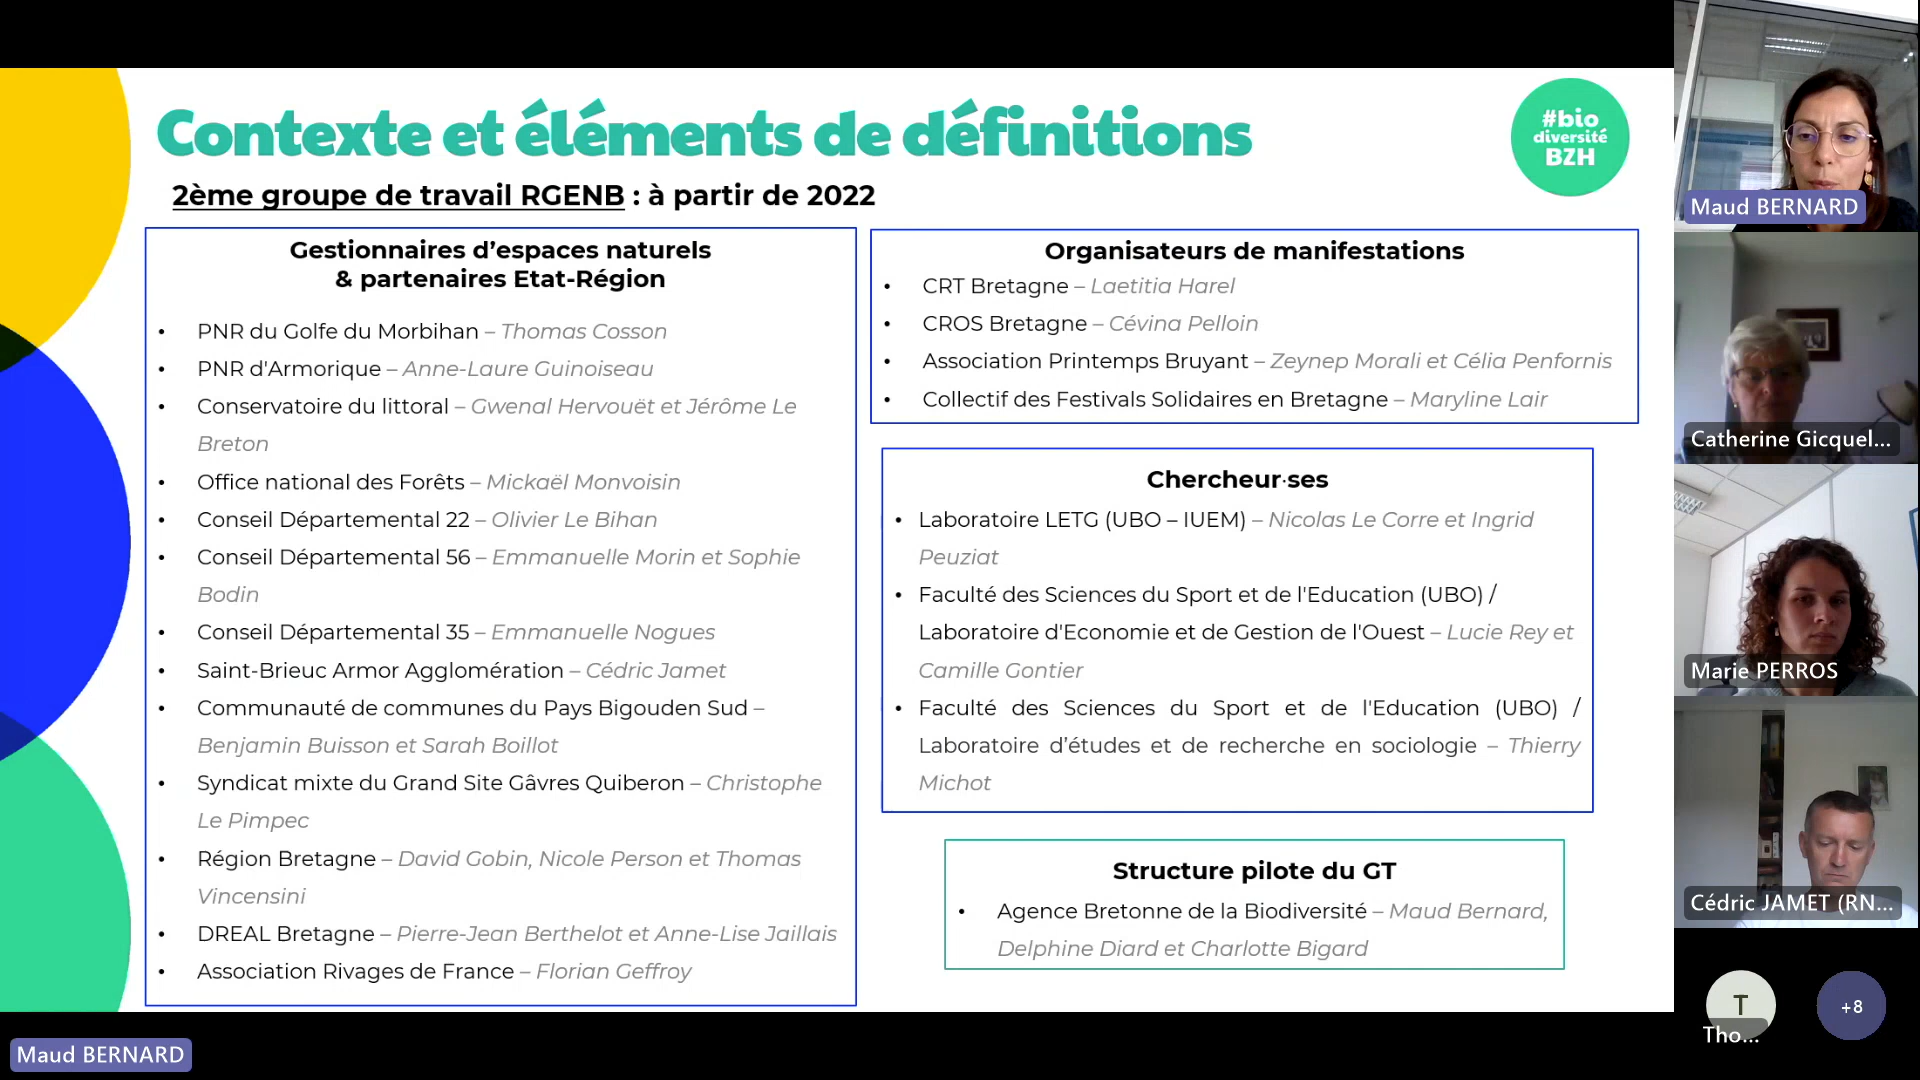 Contexte et éléments de définitions
#bio
diversité
BZH
2ème groupe de travail RGENB : à partir de 2022
Gestionnaires d’espaces naturels
& partenaires Etat-Région
• PNR du Golfe du Morbihan – Thomas Cosson
• PNR d'Armorique – Anne-Laure Guinoiseau
• Conservatoire du littoral – Gwenal Hervouët et Jérôme Le
Breton
• Office national des Forêts – Mickaël Monvoisin
• Conseil Départemental 22 – Olivier Le Bihan
• Conseil Départemental 56 – Emmanuelle Morin et Sophie
Bodin
• Conseil Départemental 35 – Emmanuelle Nogues
• Saint-Brieuc Armor Agglomération – Cédric Jamet
• Communauté de communes du Pays Bigouden Sud –
Benjamin Buisson et Sarah Boillot
• Syndicat mixte du Grand Site Gâvres Quiberon – Christophe
Le Pimpec
• Région Bretagne – David Gobin, Nicole Person et Thomas
Vincensini
• DREAL Bretagne – Pierre-Jean Berthelot et Anne-Lise Jaillais
• Association Rivages de France – Florian Geffroy
Organisateurs de manifestations
• CRT Bretagne – Laetitia Harel
• CROS Bretagne – Cévina Pelloin
• Association Printemps Bruyant – Zeynep Morali et Célia Penfornis
• Collectif des Festivals Solidaires en Bretagne – Maryline Lair
Chercheur·ses
• Laboratoire LETG (UBO – IUEM) – Nicolas Le Corre et Ingrid
Peuziat
• Faculté des Sciences du Sport et de l'Education (UBO) /
Laboratoire d'Economie et de Gestion de l'Ouest – Lucie Rey et
Camille Gontier
• Faculté des Sciences du Sport et de l'Education (UBO) /
Laboratoire d’études et de recherche en sociologie – Thierry
Michot
Structure pilote du GT
• Agence Bretonne de la Biodiversité – Maud Bernard,
Delphine Diard et Charlotte Bigard
Maud BERNARD
Catherine Gicquel...
Marie PERROS
Cédric JAMET (RN...
T
Tho...
+8
Maud BERNARD